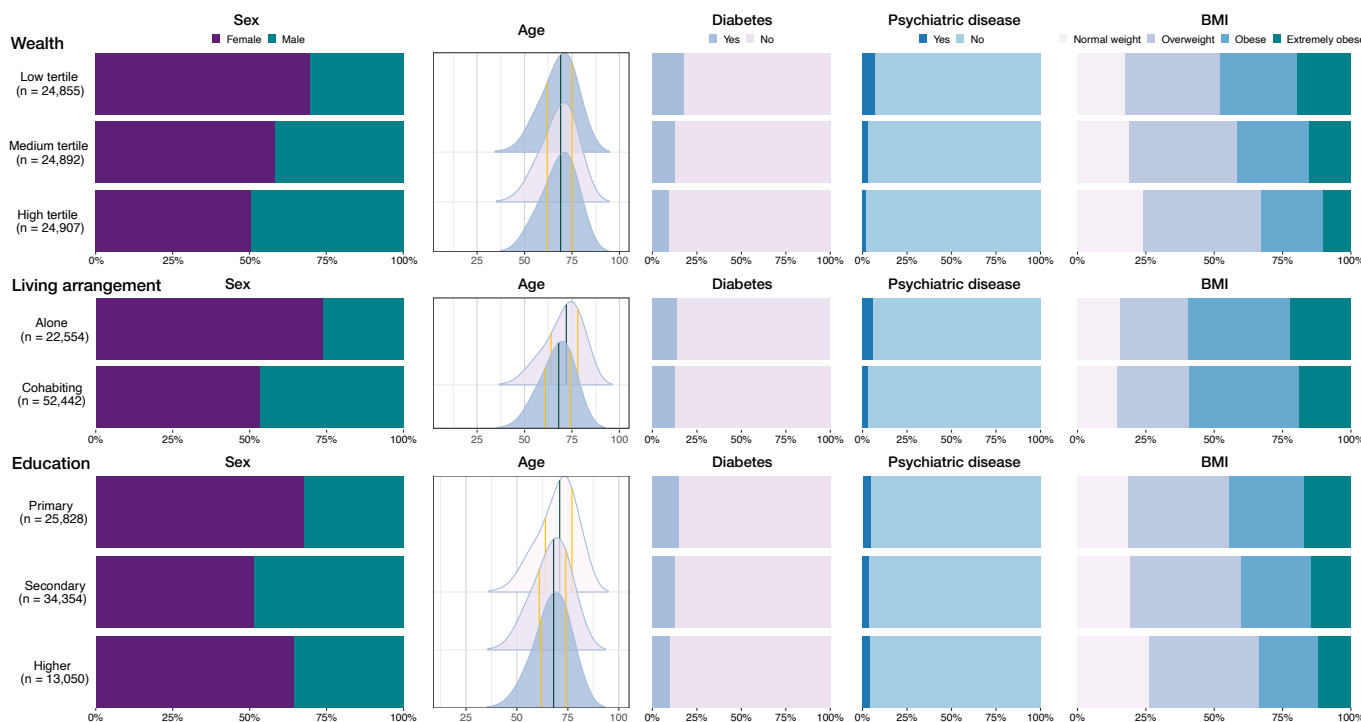 Sex
Age
Diabetes
Psychiatric disease
BMI
Wealth
Female Male
Yes No
Yes No
Normal weight Overweight Obese Extremely obese
Low tertile
(n = 24,855)
Medium tertile
(n = 24,892)
High tertile
(n = 24,907)
0% 25% 50% 75% 100%
25 50 75 100
0% 25% 50% 75% 100%
0% 25% 50% 75% 100%
0% 25% 50% 75% 100%
Living arrangement
Sex
Age
Diabetes
Psychiatric disease
BMI
Alone
(n = 22,554)
Cohabiting
(n = 52,442)
0% 25% 50% 75% 100%
25 50 75 100
0% 25% 50% 75% 100%
0% 25% 50% 75% 100%
0% 25% 50% 75% 100%
Education
Sex
Age
Diabetes
Psychiatric disease
BMI
Primary
(n = 25,828)
Secondary
(n = 34,354)
Higher
(n = 13,050)
0% 25% 50% 75% 100%
25 50 75 100
0% 25% 50% 75% 100%
0% 25% 50% 75% 100%
0% 25% 50% 75% 100%